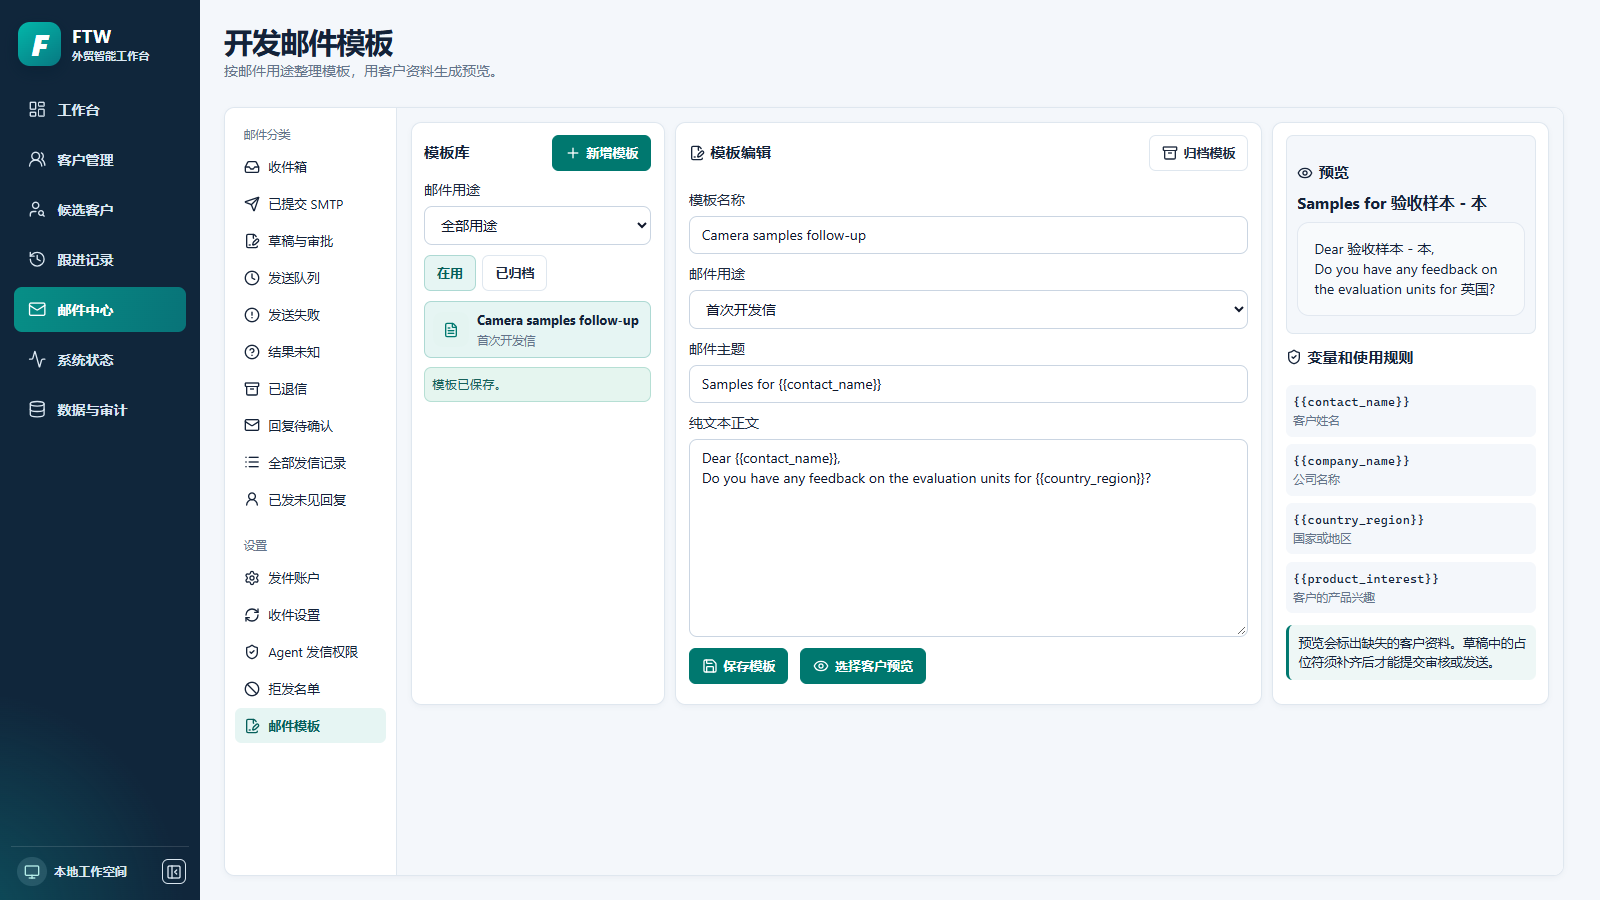 F
FTW
外贸智能工作台
工作台
客户管理
候选客户
跟进记录
邮件中心
系统状态
数据与审计
本地工作空间
开发邮件模板
按邮件用途整理模板，用客户资料生成预览。
邮件分类
收件箱
已提交 SMTP
草稿与审批
发送队列
发送失败
结果未知
已退信
回复待确认
全部发信记录
已发未见回复
设置
发件账户
收件设置
Agent 发信权限
拒发名单
邮件模板
模板库
新增模板
邮件用途
全部用途
在用
已归档
Camera samples follow-up
首次开发信
模板已保存。
模板编辑
归档模板
模板名称
Camera samples follow-up
邮件用途
首次开发信
邮件主题
Samples for {{contact_name}}
纯文本正文
Dear {{contact_name}},
Do you have any feedback on the evaluation units for {{country_region}}?
保存模板
选择客户预览
预览
Samples for 验收样本 - 本
Dear 验收样本 - 本,
Do you have any feedback on
the evaluation units for 英国?
变量和使用规则
{{contact_name}}
客户姓名
{{company_name}}
公司名称
{{country_region}}
国家或地区
{{product_interest}}
客户的产品兴趣
预览会标出缺失的客户资料。草稿中的占
位符须补齐后才能提交审核或发送。